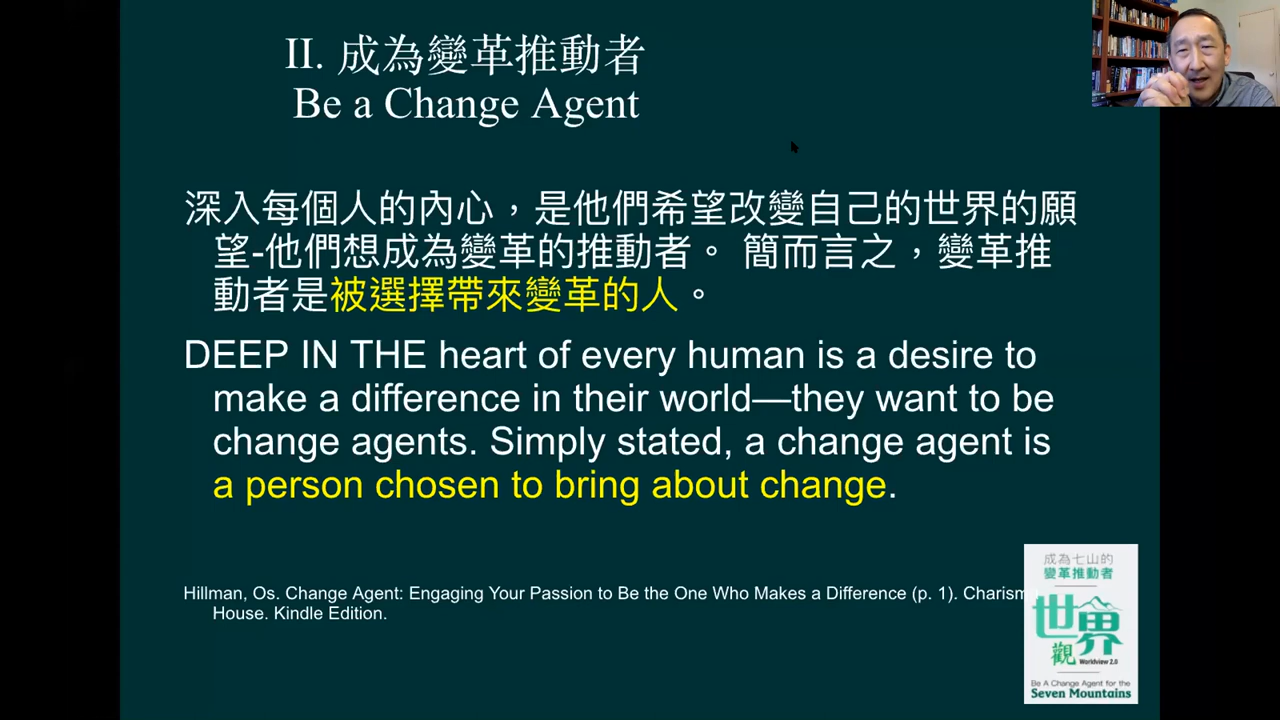 II. 成為變革推動者
Be a Change Agent
深入每個人的內心，是他們希望改變自己的世界的願
望-他們想成為變革的推動者。 簡而言之，變革推
動者是被選擇帶來變革的人。
DEEP IN THE heart of every human is a desire to
make a difference in their world—they want to be
change agents. Simply stated, a change agent is
a person chosen to bring about change.
Hillman, Os. Change Agent: Engaging Your Passion to Be the One Who Makes a Difference (p. 1). Charisma
House. Kindle Edition.
成為七山的
變革推動者
世界
觀 Worldview 2.0
Be A Change Agent for the
Seven Mountains